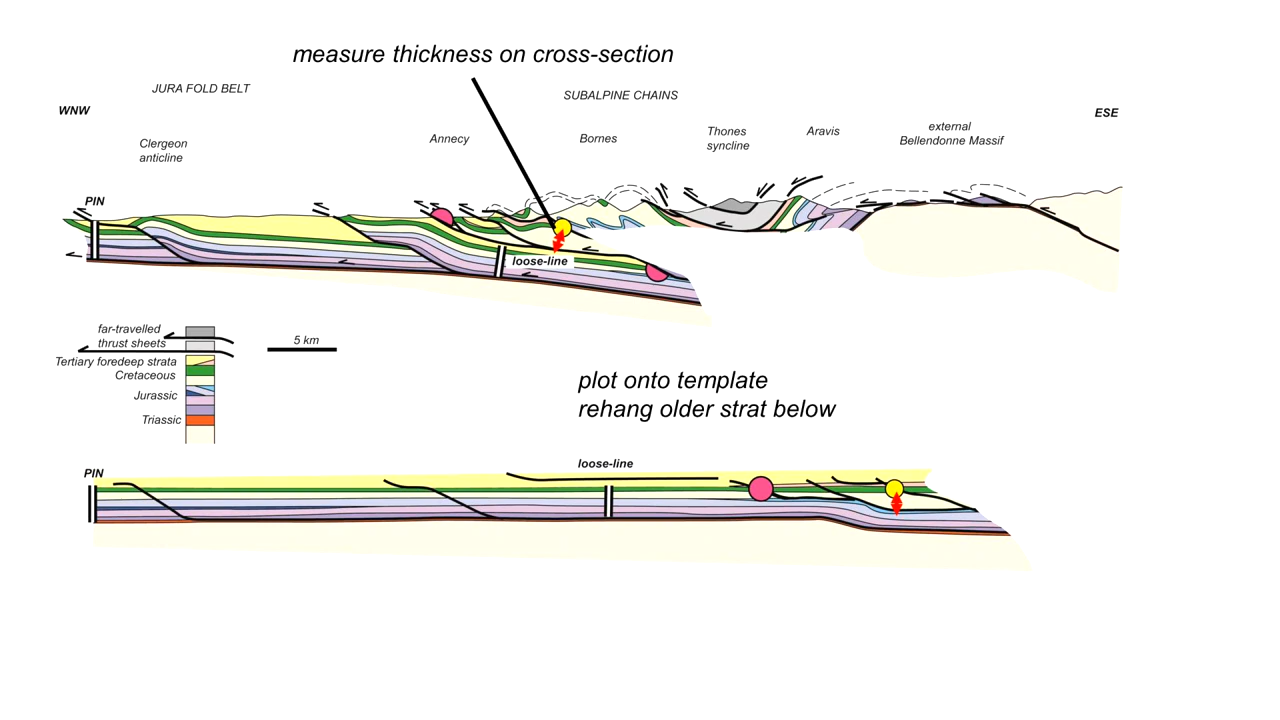 measure thickness on cross-section
JURA FOLD BELT
SUBALPINE CHAINS
WNW
ESE
Clergeon
anticline
Annecy
Bornes
Thones
syncline
Aravis
external
Bellendonne Massif
PIN
loose-line
far-travelled
thrust sheets
Tertiary foredeep strata
Cretaceous
Jurassic
Triassic
5 km
plot onto template
rehang older strat below
PIN
loose-line